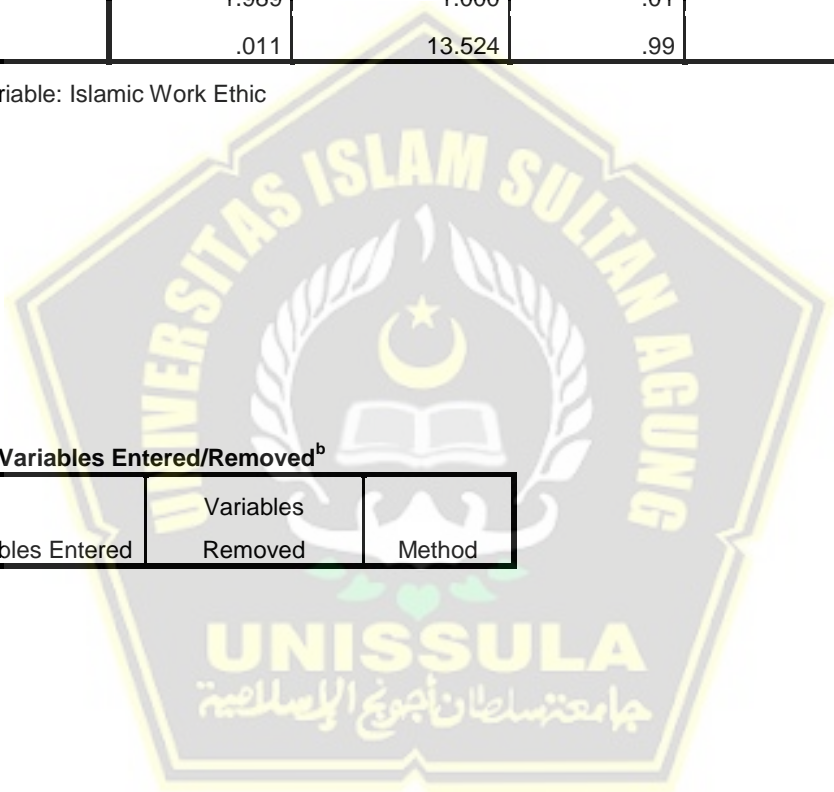 1.989 1.000 .01
.011 13.524 .99
riable: Islamic Work Ethic
UNIVERSITAS ISLAM SULTAN AGUNG
Variables Entered/Removedb
Variables
bles Entered Removed Method
UNISSULA
جامعة سلطان أجونج الإسلامية